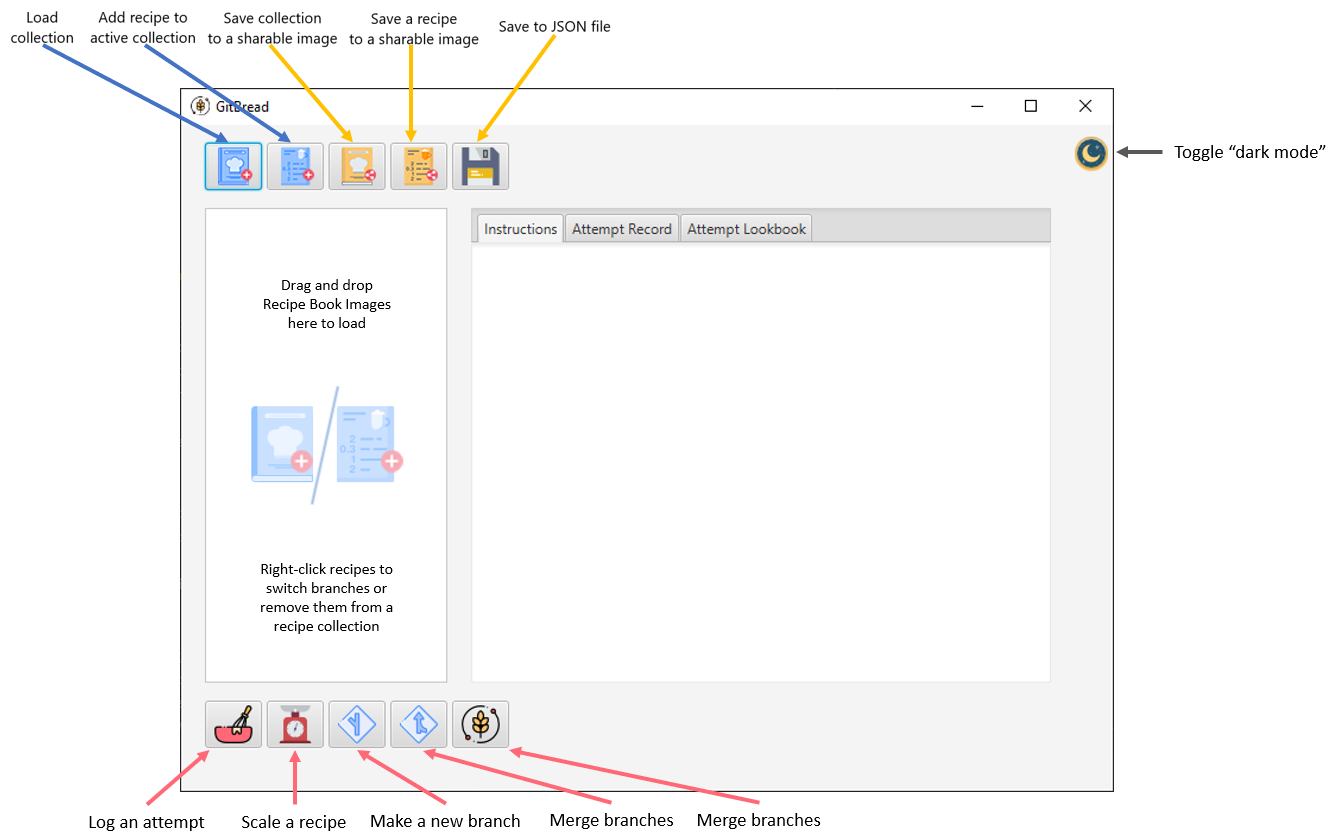 Load
collection
Add recipe to
active collection
Save collection
to a sharable image
Save a recipe
to a sharable image
Save to JSON file
GitBread
Toggle “dark mode”
Instructions
Attempt Record
Attempt Lookbook
Drag and drop
Recipe Book Images
here to load
2
0.3
1
2
Right-click recipes to
switch branches or
remove them from a
recipe collection
Log an attempt
Scale a recipe
Make a new branch
Merge branches
Merge branches